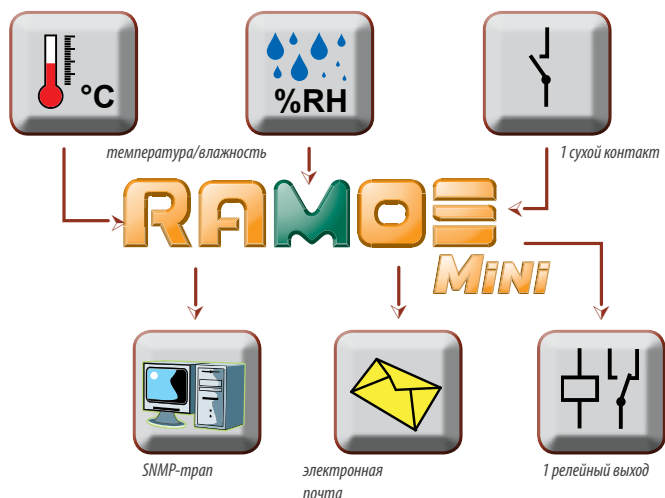 °C
%RH
температура/влажность
1 сухой контакт
RAMOS
Mini
SNMP-трап
электронная
почта
1 релейный выход